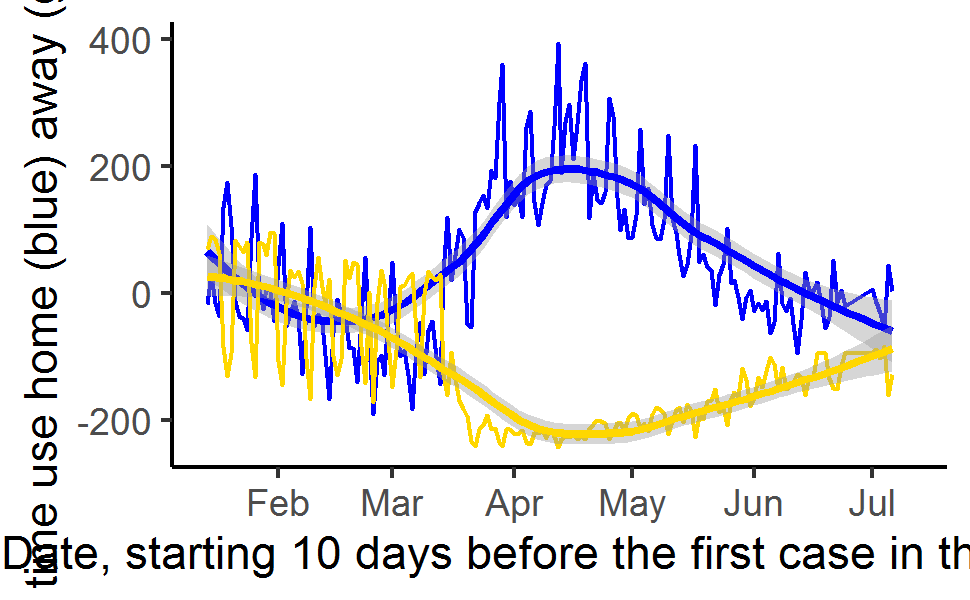 time use home (blue) away (
400
200
0
-200
Feb Mar Apr May Jun Jul
Date, starting 10 days before the first case in th